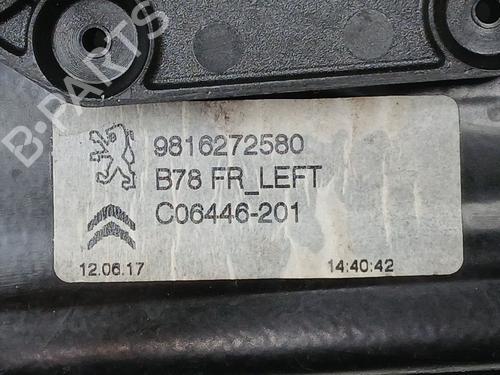 B-PARTS
9816272580
B78 FR_LEFT
C06446-201
12.06.17 14:40:42